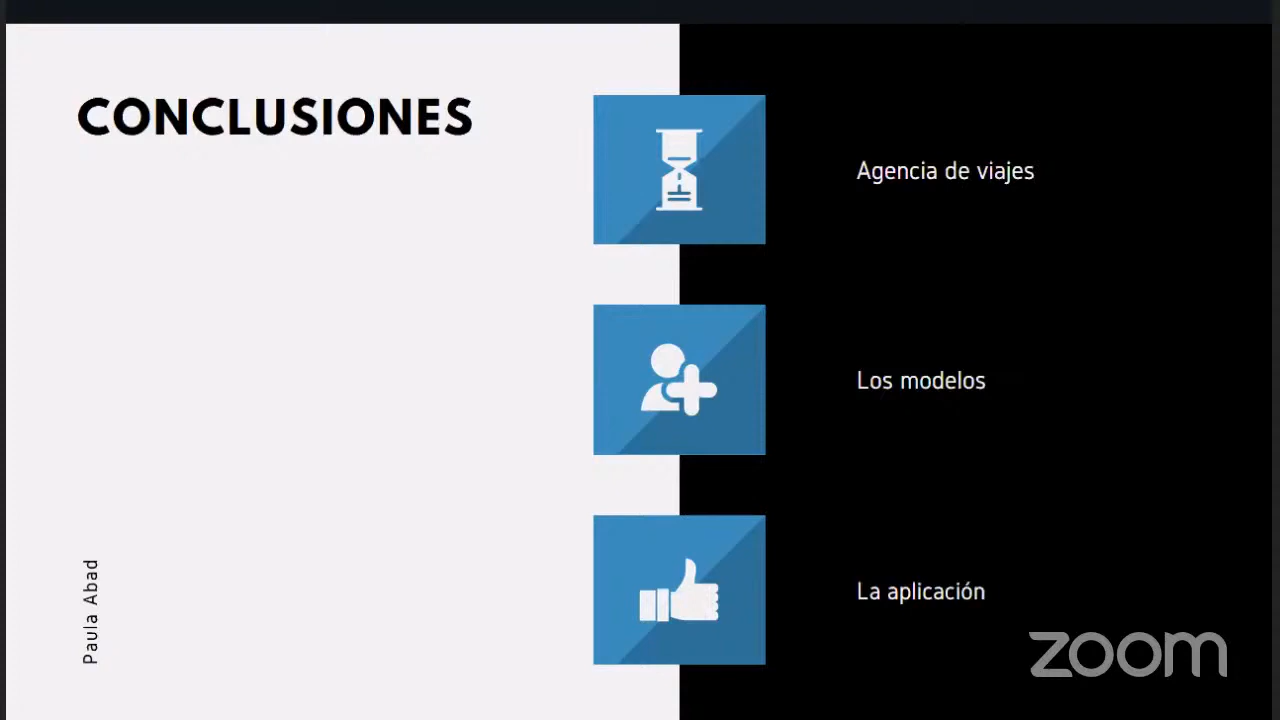 CONCLUSIONES
Agencia de viajes
Los modelos
La aplicación
Paula Abad
zoom